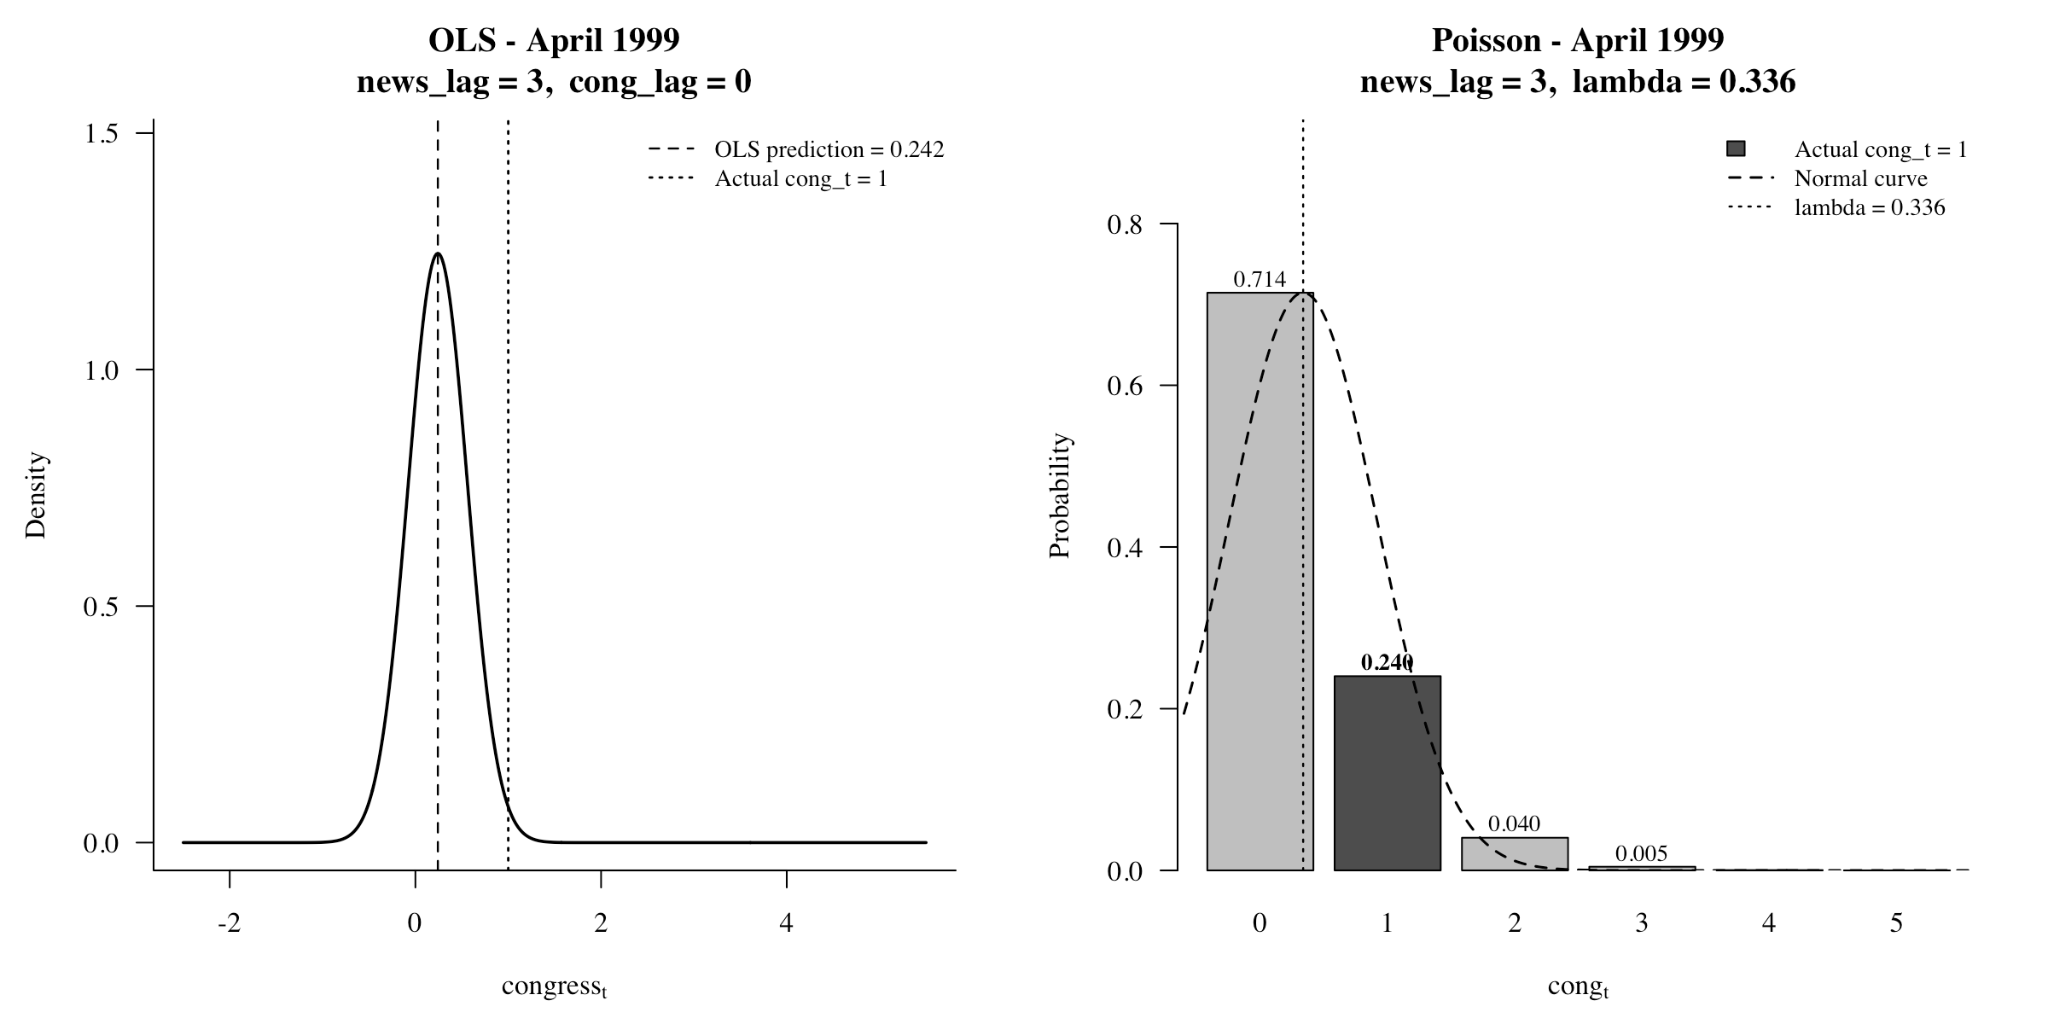 OLS - April 1999
news_lag = 3,  cong_lag = 0
OLS prediction = 0.242
Actual cong_t = 1
1.5
1.0
0.5
0.0
Density
-2
0
2
4
congress_t
Poisson - April 1999
news_lag = 3,  lambda = 0.336
Actual cong_t = 1
Normal curve
lambda = 0.336
0.8
0.6
0.4
0.2
0.0
Probability
0.714
0.240
0.040
0.005
0
1
2
3
4
5
cong_t